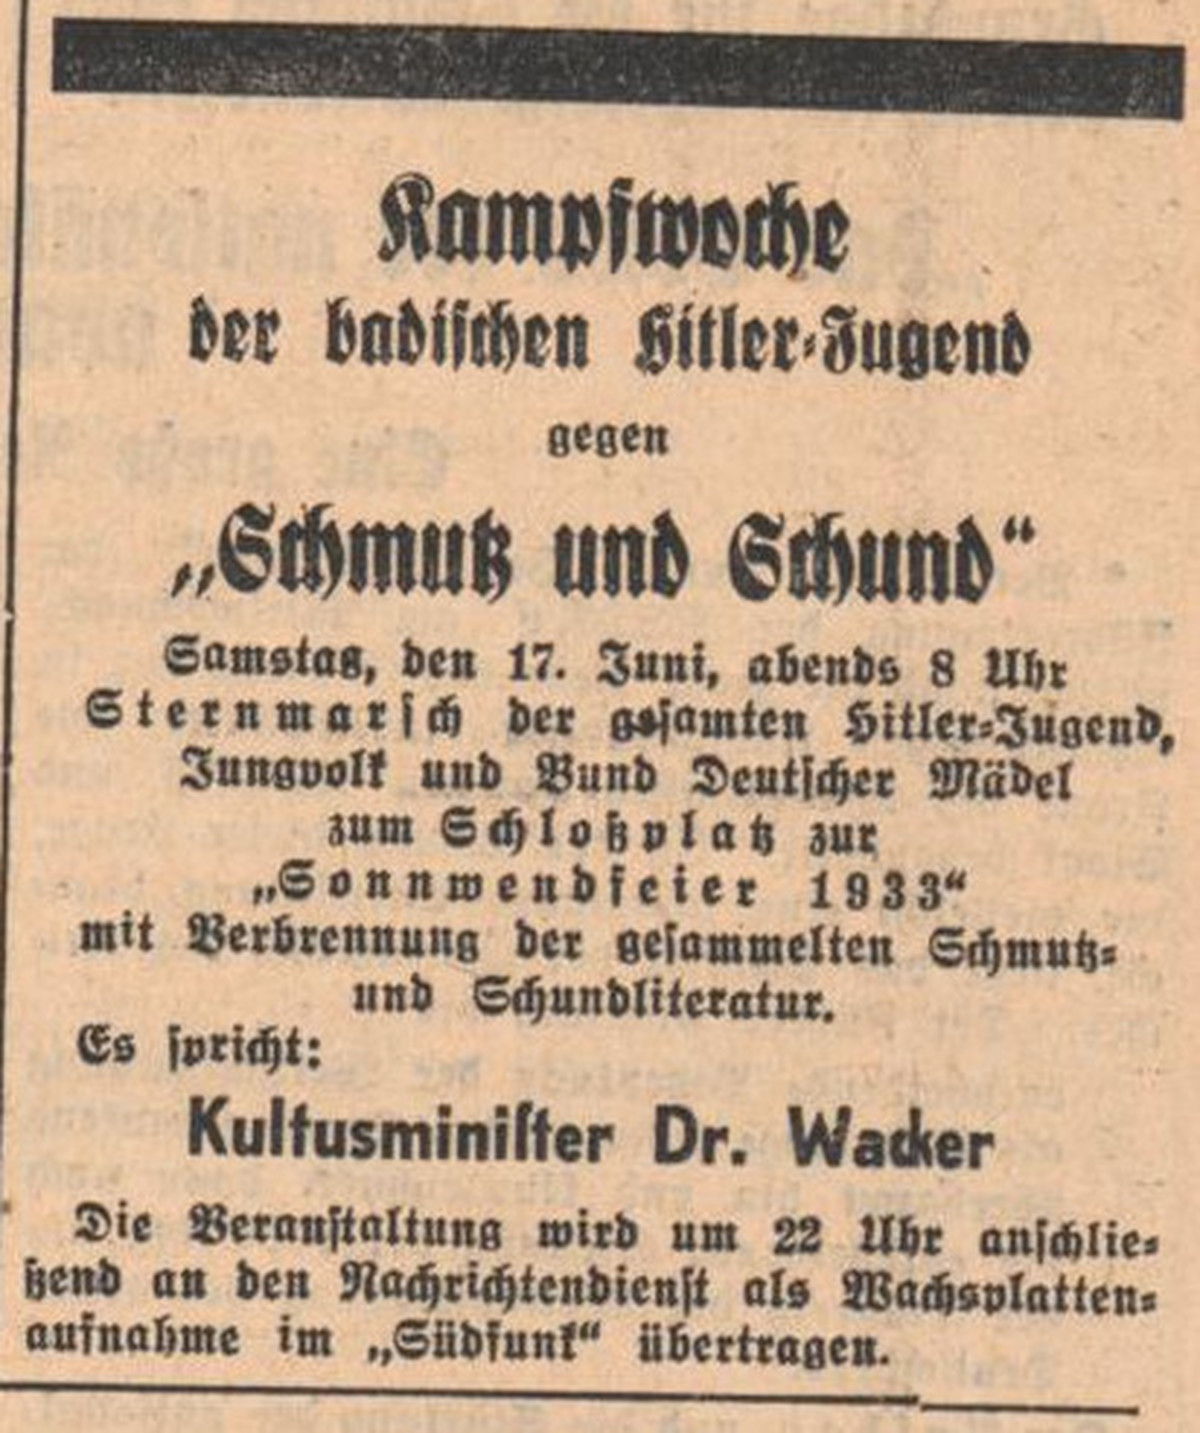 Kampfwoche
der badischen Hitler-Jugend
gegen
„Schmutz und Schund“
Samstag, den 17. Juni, abends 8 Uhr
Sternmarsch der gesamten Hitler-Jugend,
Jungvolk und Bund Deutscher Mädel
zum Schloßplatz zur
„Sonnwendfeier 1933“
mit Verbrennung der gesammelten Schmutz-
und Schundliteratur.
Es spricht:
Kultusminister Dr. Wacker
Die Veranstaltung wird um 22 Uhr anschlie-
ßend an den Nachrichtendienst als Wachsplatten-
aufnahme im „Südfunk“ übertragen.